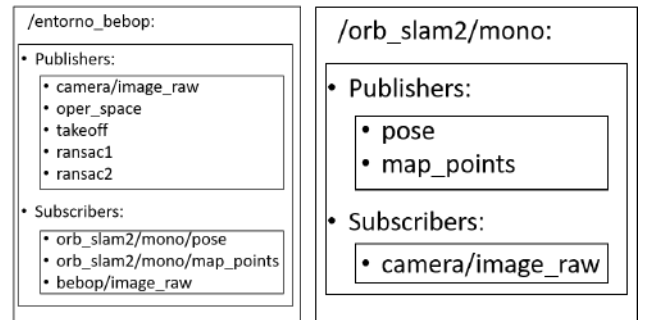 /entorno_bebop:
• Publishers:
• camera/image_raw
• oper_space
• takeoff
• ransac1
• ransac2
• Subscribers:
• orb_slam2/mono/pose
• orb_slam2/mono/map_points
• bebop/image_raw
/orb_slam2/mono:
• Publishers:
• pose
• map_points
• Subscribers:
• camera/image_raw